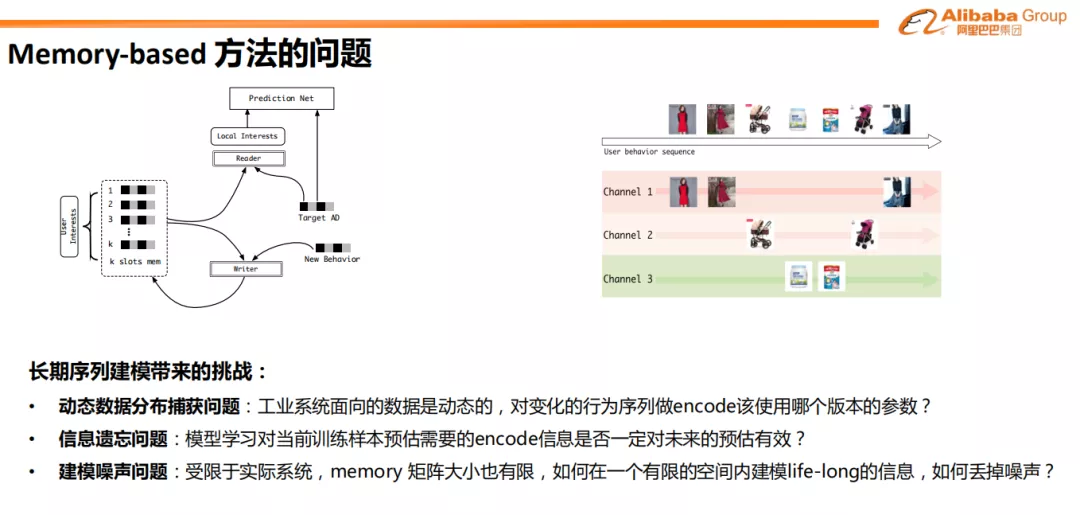 Alibaba Group
阿里巴巴集团
Memory-based 方法的问题
Prediction Net
Local Interests
Reader
User Interests
1
2
3
⋮
k
k slots mem
Target AD
New Behavior
Writer
User behavior sequence
Channel 1
Channel 2
Channel 3
长期序列建模带来的挑战：
• 动态数据分布捕获问题：工业系统面向的数据是动态的，对变化的行为序列做encode该使用哪个版本的参数？
• 信息遗忘问题：模型学习对当前训练样本预估需要的encode信息是否一定对未来的预估有效？
• 建模噪声问题：受限于实际系统，memory 矩阵大小也有限，如何在一个有限的空间内建模life-long的信息，如何丢掉噪声？